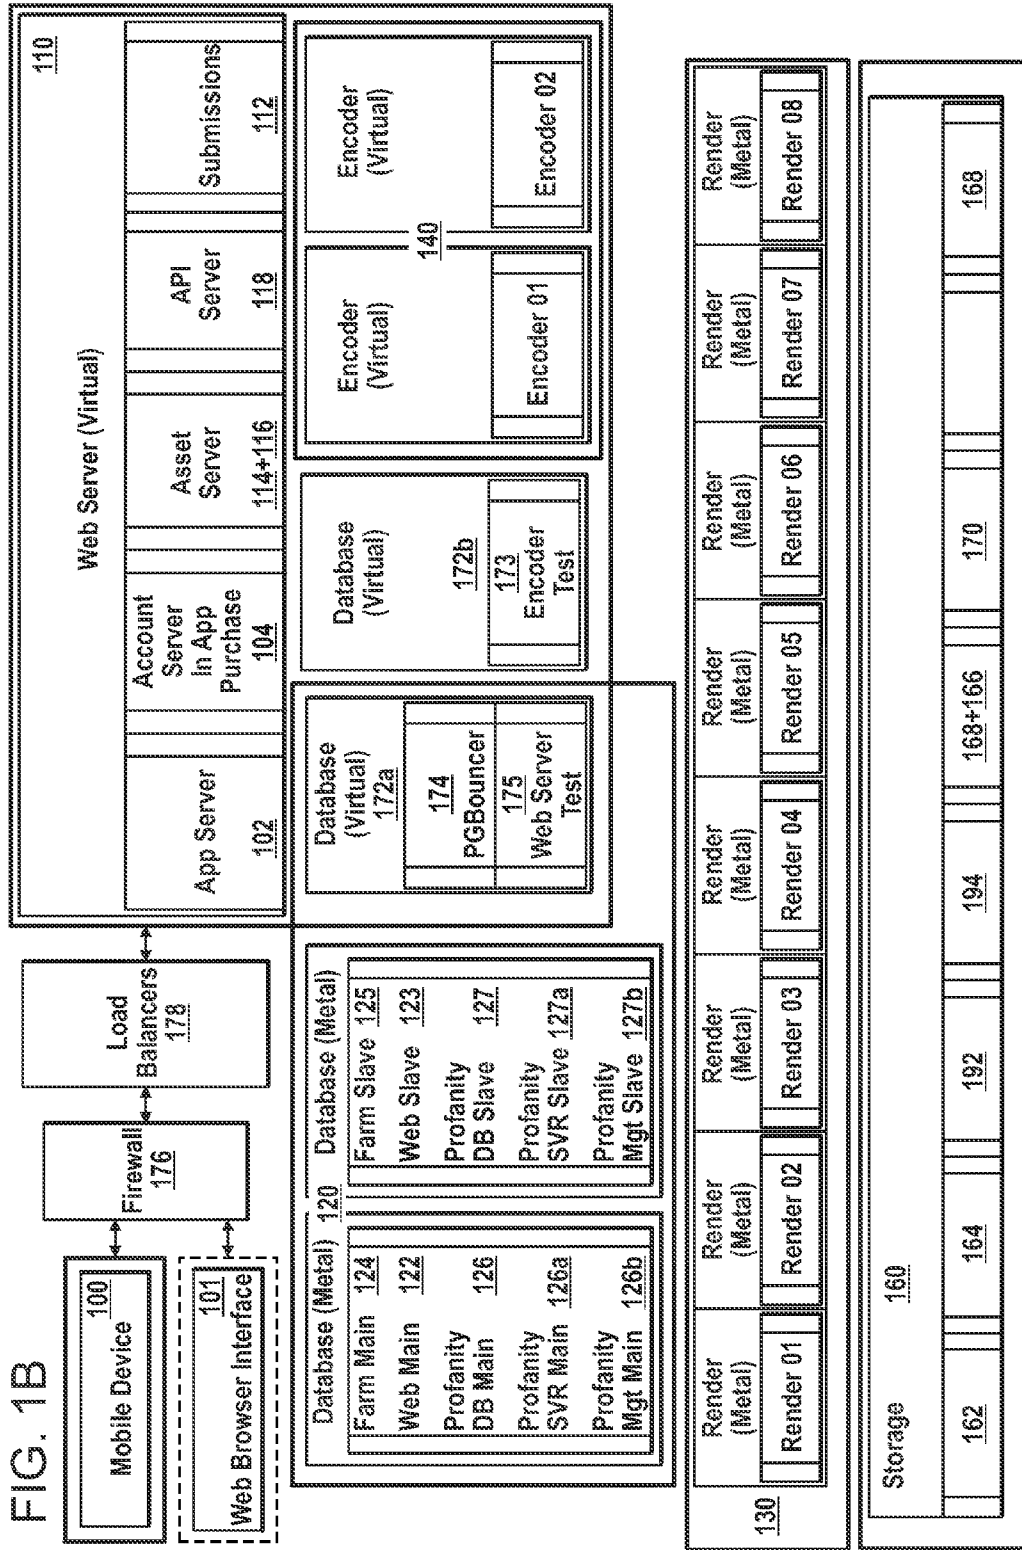 FIG. 1B
100
Mobile Device
101
Web Browser Interface
Firewall
176
Load
Balancers
178
Web Server (Virtual)
110
App Server
102
Account
Server
In App
Purchase
104
Asset
Server
114+116
API
Server
118
Submissions
112
120
Database (Metal)
Farm Main 124
Web Main 122
Profanity
DB Main 126
Profanity
SVR Main 126a
Profanity
Mgt Main 126b
Database (Metal)
Farm Slave 125
Web Slave 123
Profanity
DB Slave 127
Profanity
SVR Slave 127a
Profanity
Mgt Slave 127b
Database
(Virtual)
172a
174
PGBouncer
175
Web Server
Test
Database
(Virtual)
172b
173
Encoder
Test
140
Encoder
(Virtual)
Encoder 01
Encoder
(Virtual)
Encoder 02
130
Render
(Metal)
Render 01
Render
(Metal)
Render 02
Render
(Metal)
Render 03
Render
(Metal)
Render 04
Render
(Metal)
Render 05
Render
(Metal)
Render 06
Render
(Metal)
Render 07
Render
(Metal)
Render 08
Storage
160
162
164
192
194
168+166
170
168